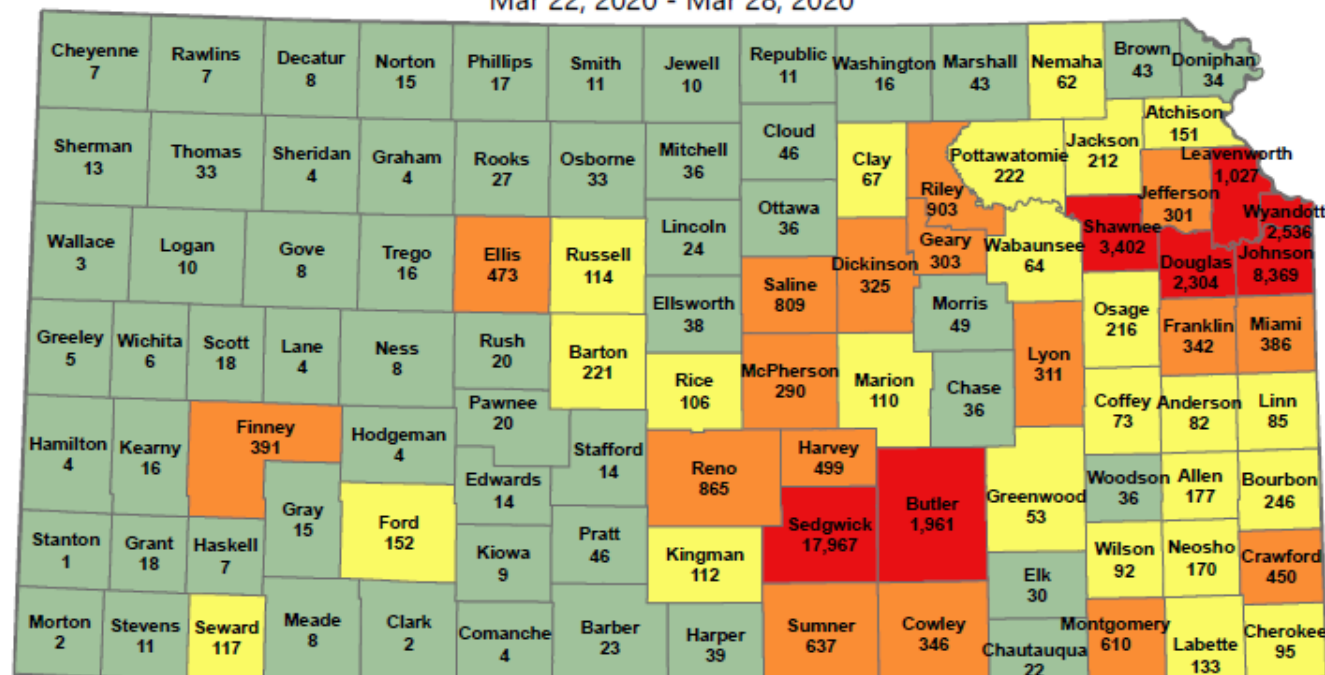 Mar 22, 2020 - Mar 28, 2020
Cheyenne
7
Rawlins
7
Decatur
8
Norton
15
Phillips
17
Smith
11
Jewell
10
Republic
11
Washington
16
Marshall
43
Nemaha
62
Brown
43
Doniphan
34
Sherman
13
Thomas
33
Sheridan
4
Graham
4
Rooks
27
Osborne
33
Mitchell
36
Cloud
46
Clay
67
Riley
903
Pottawatomie
222
Jackson
212
Atchison
151
Leavenworth
1,027
Jefferson
301
Wyandott
2,536
Wallace
3
Logan
10
Gove
8
Trego
16
Ellis
473
Russell
114
Lincoln
24
Ottawa
36
Saline
809
Dickinson
325
Geary
303
Wabaunsee
64
Shawnee
3,402
Douglas
2,304
Johnson
8,369
Greeley
5
Wichita
6
Scott
18
Lane
4
Ness
8
Rush
20
Barton
221
Ellsworth
38
Rice
106
McPherson
290
Marion
110
Morris
49
Chase
36
Lyon
311
Osage
216
Franklin
342
Miami
386
Coffey
73
Anderson
82
Linn
85
Hamilton
4
Kearny
16
Finney
391
Hodgeman
4
Pawnee
20
Edwards
14
Stafford
14
Reno
865
Harvey
499
Sedgwick
17,967
Butler
1,961
Greenwood
53
Woodson
36
Allen
177
Bourbon
246
Stanton
1
Grant
18
Haskell
7
Gray
15
Ford
152
Kiowa
9
Pratt
46
Kingman
112
Elk
30
Wilson
92
Neosho
170
Crawford
450
Morton
2
Stevens
11
Seward
117
Meade
8
Clark
2
Comanche
4
Barber
23
Harper
39
Sumner
637
Cowley
346
Chautauqua
22
Montgomery
610
Labette
133
Cherokee
95